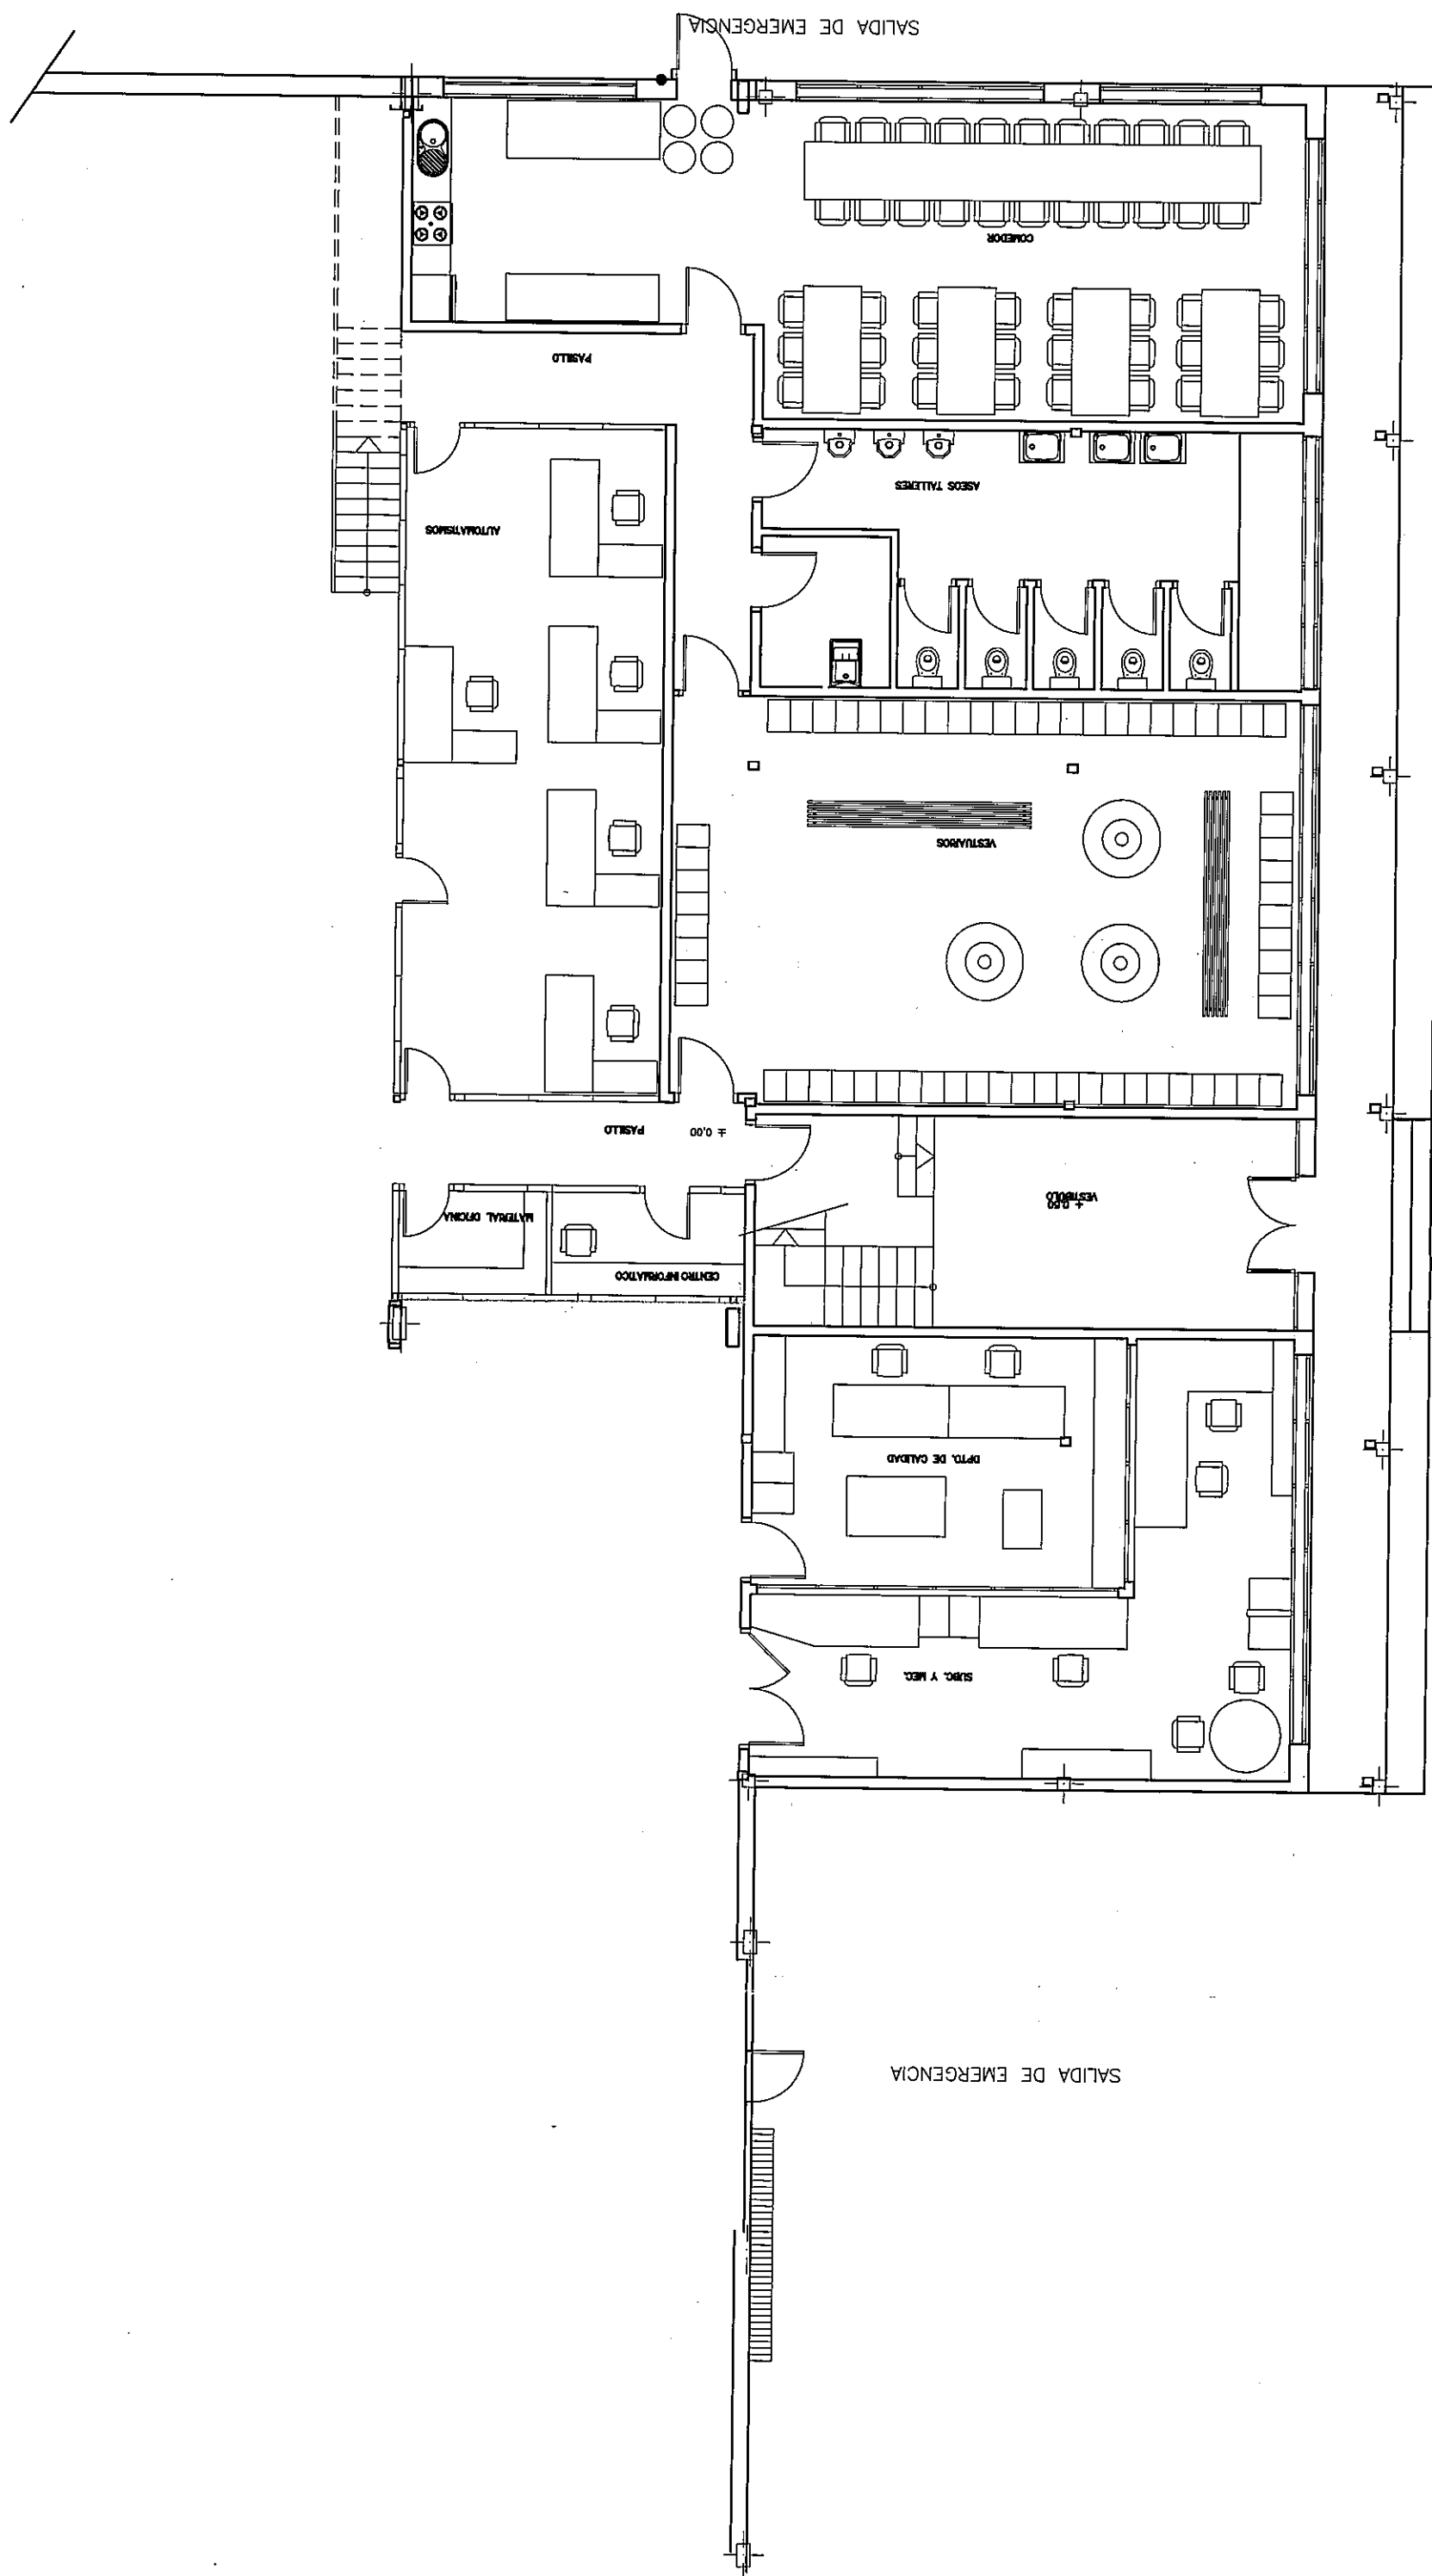 SALIDA DE EMERGENCIA
COMEDOR
PASILLO
ASEOS TALLERES
AUTOMATISMOS
VESTUARIOS
PASILLO
± 0,00
VESTIBULO
+ 0,50
MATERIAL OFICINA
CENTRO INFORMATICO
DPTO. DE CALIDAD
SUBC. Y MEC.
SALIDA DE EMERGENCIA